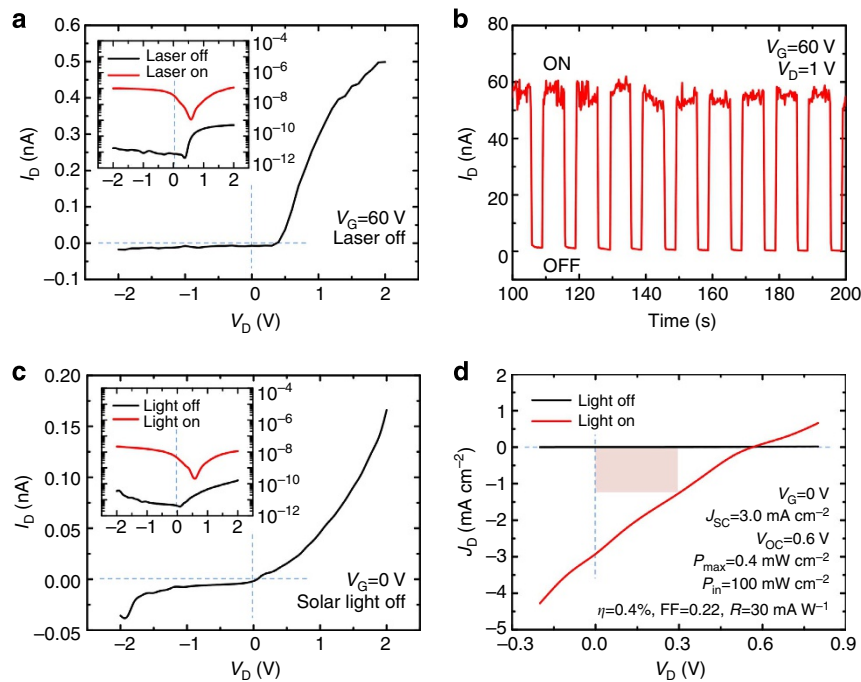 a
I_D (nA)
0.6
0.5
0.4
0.3
0.2
0.1
0.0
−0.1
−2 −1 0 1 2
V_D (V)
V_G=60 V
Laser off
Laser off
Laser on
10⁻⁴
10⁻⁶
10⁻⁸
10⁻¹⁰
10⁻¹²
−2 −1 0 1 2
b
I_D (nA)
80
60
40
20
0
100 120 140 160 180 200
Time (s)
ON
OFF
V_G=60 V
V_D=1 V
c
I_D (nA)
0.20
0.15
0.10
0.05
0.00
−0.05
−2 −1 0 1 2
V_D (V)
V_G=0 V
Solar light off
Light off
Light on
10⁻⁴
10⁻⁶
10⁻⁸
10⁻¹⁰
10⁻¹²
−2 −1 0 1 2
d
J_D (mA cm⁻²)
2
1
0
−1
−2
−3
−4
−5
−0.3 0.0 0.3 0.6 0.9
V_D (V)
Light off
Light on
V_G=0 V
J_SC=3.0 mA cm⁻²
V_OC=0.6 V
P_max=0.4 mW cm⁻²
P_in=100 mW cm⁻²
η=0.4%, FF=0.22, R=30 mA W⁻¹